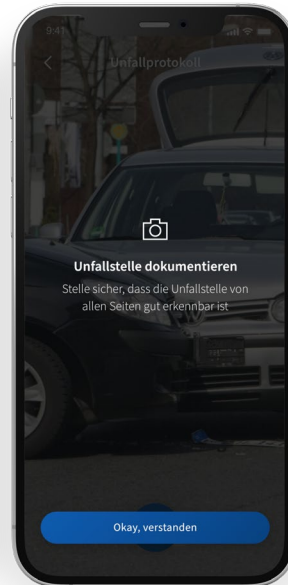 9:41
Unfallprotokoll
Unfallstelle dokumentieren
Stelle sicher, dass die Unfallstelle von
allen Seiten gut erkennbar ist
Okay, verstanden